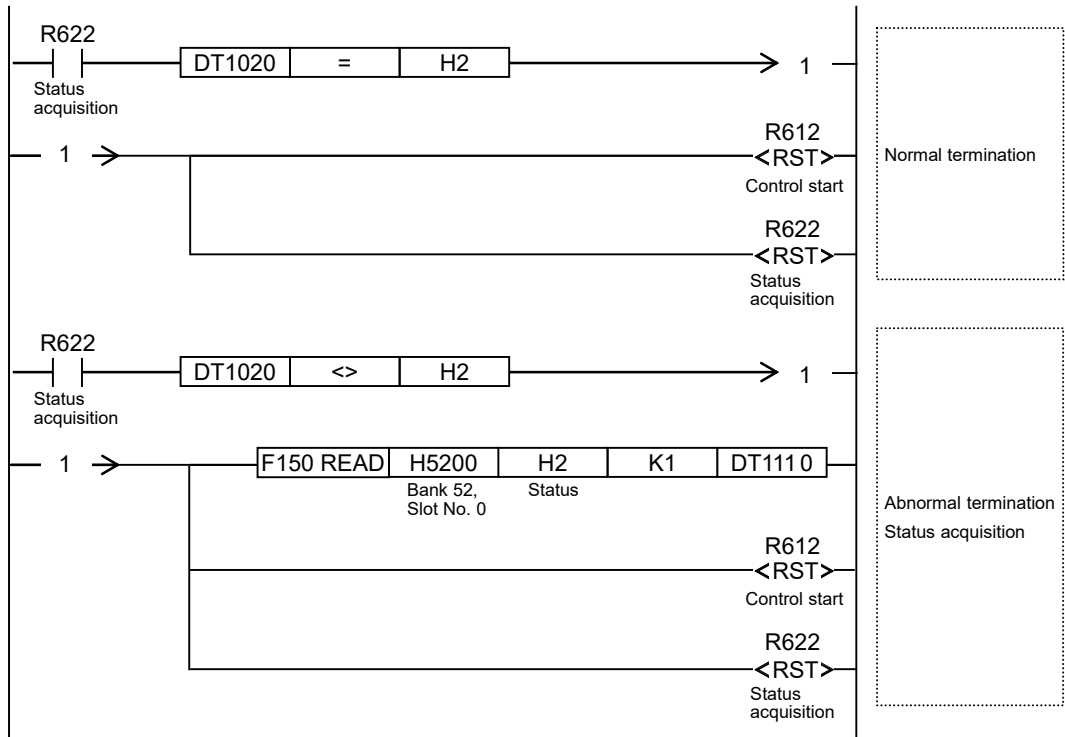 R622
DT1020 = H2 1
Status
acquisition
1
R612
<RST>
Control start
R622
<RST>
Status
acquisition
Normal termination
R622
DT1020 <> H2 1
Status
acquisition
1
F150 READ H5200 H2 K1 DT1110
Bank 52,
Slot No. 0
Status
R612
<RST>
Control start
R622
<RST>
Status
acquisition
Abnormal termination
Status acquisition